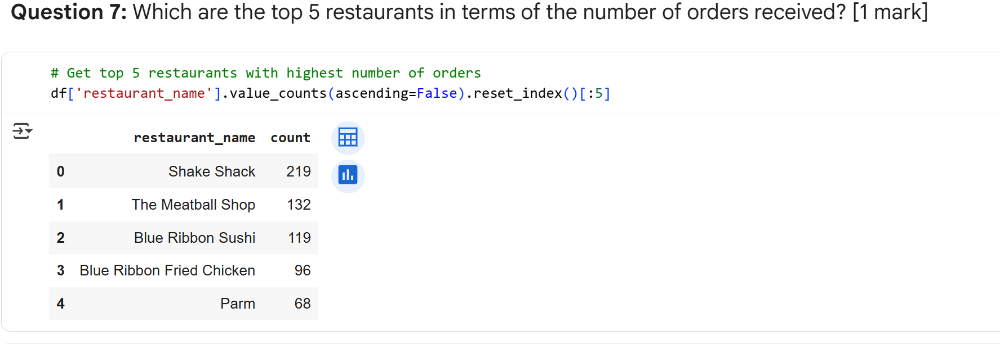 Question 7: Which are the top 5 restaurants in terms of the number of orders received? [1 mark]
# Get top 5 restaurants with highest number of orders
df['restaurant_name'].value_counts(ascending=False).reset_index()[:5]
restaurant_name count
0 Shake Shack 219
1 The Meatball Shop 132
2 Blue Ribbon Sushi 119
3 Blue Ribbon Fried Chicken 96
4 Parm 68